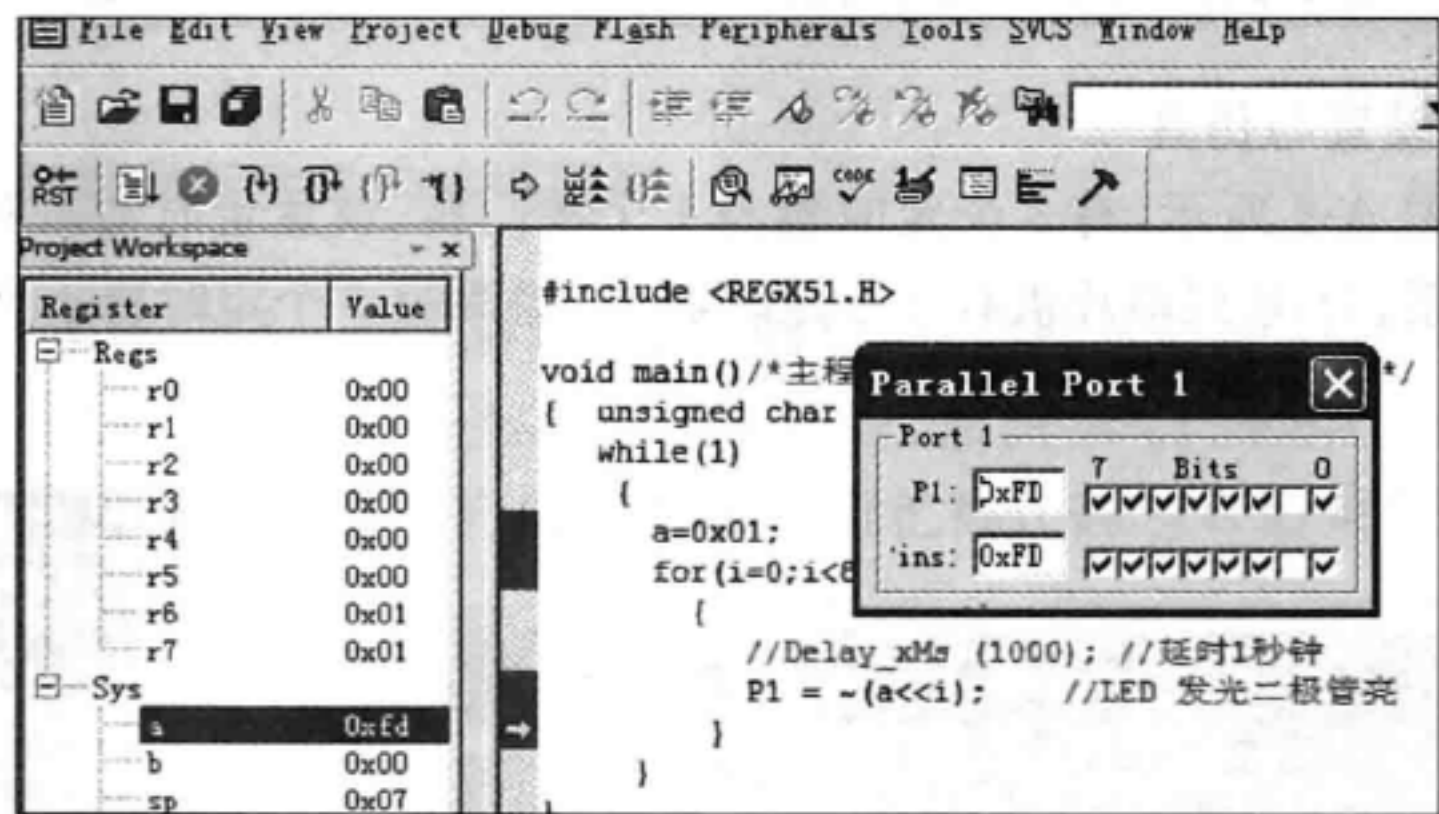 File Edit View Project Debug Flash Peripherals Tools SVCS Window Help
RST
REC
CODE
Project Workspace
Register Value
Regs
r0 0x00
r1 0x00
r2 0x00
r3 0x00
r4 0x00
r5 0x00
r6 0x01
r7 0x01
Sys
a 0xfd
b 0x00
sp 0x07
#include <REGX51.H>
void main()/*主程 */
{ unsigned char
while(1)
{
a=0x01;
for(i=0;i<8
{
//Delay_xMs (1000); //延时1秒钟
P1 = ~(a<<i); //LED 发光二极管亮
}
}
Parallel Port 1
Port 1
7 Bits 0
P1: 0xFD
ins: 0xFD